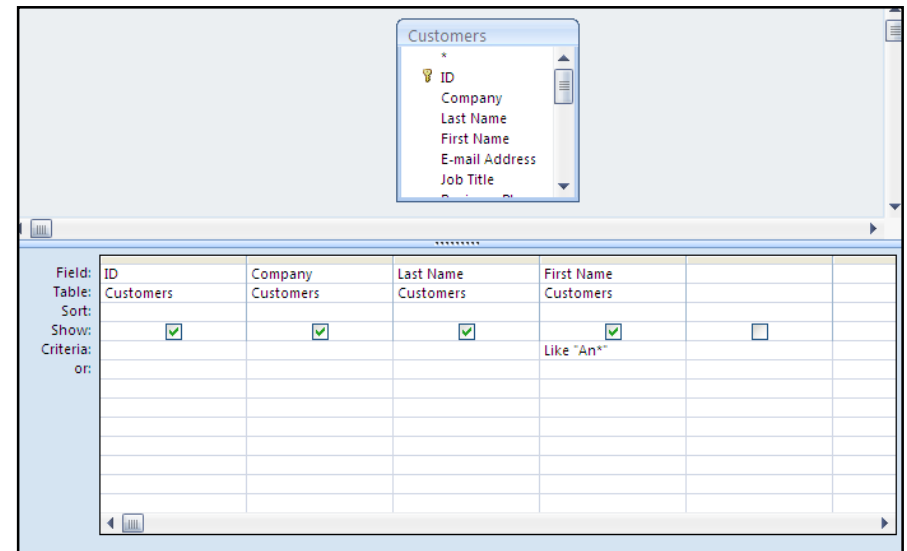 Customers
*
ID
Company
Last Name
First Name
E-mail Address
Job Title
Field: ID Company Last Name First Name
Table: Customers Customers Customers Customers
Sort:
Show:
Criteria: Like "An*"
or: